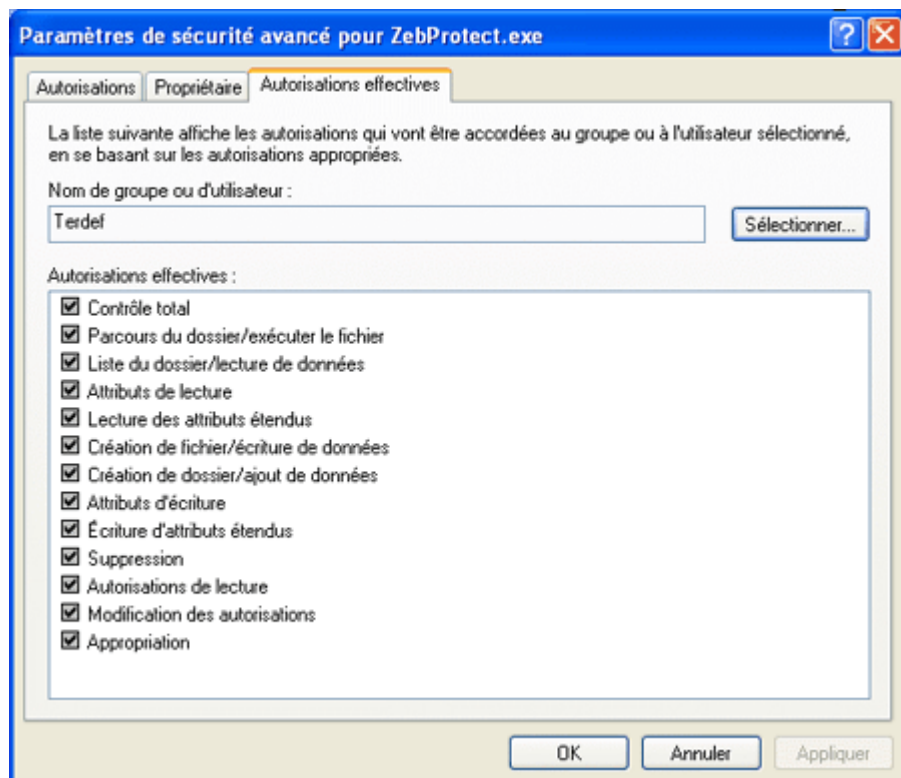 Paramètres de sécurité avancé pour ZebProtect.exe
Autorisations Propriétaire Autorisations effectives
La liste suivante affiche les autorisations qui vont être accordées au groupe ou à l'utilisateur sélectionné,
en se basant sur les autorisations appropriées.
Nom de groupe ou d'utilisateur :
Terdef
Sélectionner...
Autorisations effectives :
Contrôle total
Parcours du dossier/exécuter le fichier
Liste du dossier/lecture de données
Attributs de lecture
Lecture des attributs étendus
Création de fichier/écriture de données
Création de dossier/ajout de données
Attributs d'écriture
Écriture d'attributs étendus
Suppression
Autorisations de lecture
Modification des autorisations
Appropriation
OK Annuler Appliquer